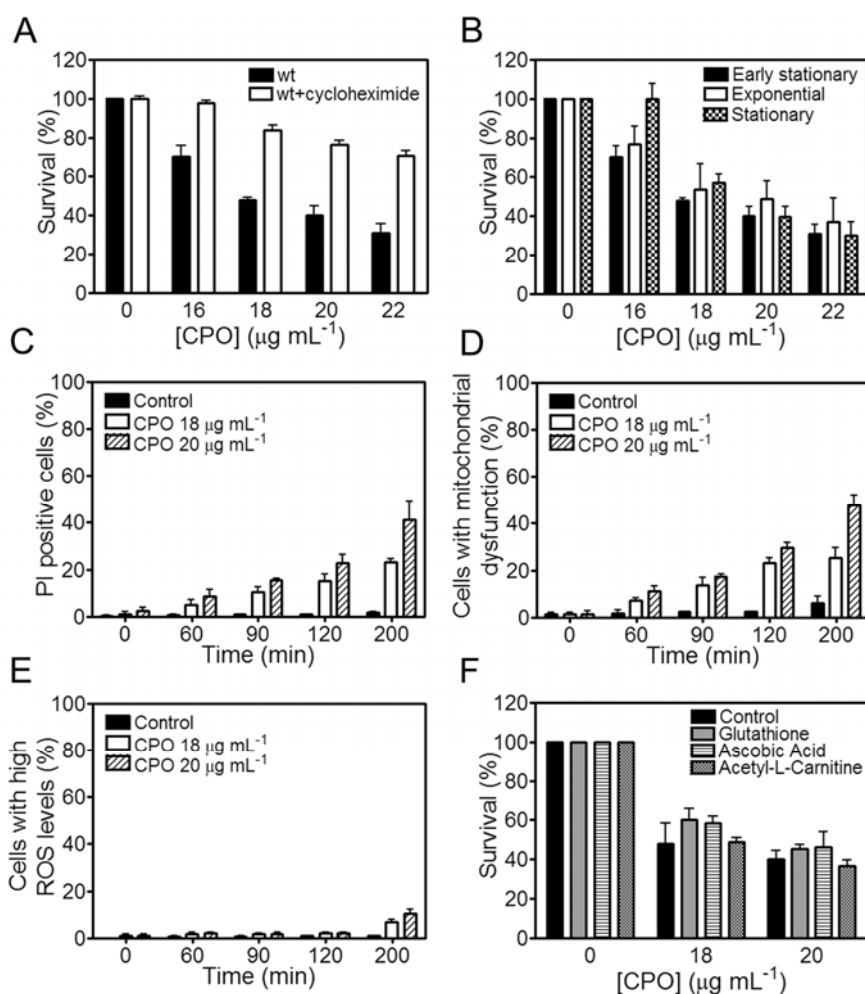 A
120
100
80
60
40
20
0
Survival (%)
wt
wt+cycloheximide
0 16 18 20 22
[CPO] (μg mL⁻¹)
B
120
100
80
60
40
20
0
Survival (%)
Early stationary
Exponential
Stationary
0 16 18 20 22
[CPO] (μg mL⁻¹)
C
100
80
60
40
20
0
PI positive cells (%)
Control
CPO 18 μg mL⁻¹
CPO 20 μg mL⁻¹
0 60 90 120 200
Time (min)
D
100
80
60
40
20
0
Cells with mitochondrial
dysfunction (%)
Control
CPO 18 μg mL⁻¹
CPO 20 μg mL⁻¹
0 60 90 120 200
Time (min)
E
100
80
60
40
20
0
Cells with high
ROS levels (%)
Control
CPO 18 μg mL⁻¹
CPO 20 μg mL⁻¹
0 60 90 120 200
Time (min)
F
120
100
80
60
40
20
0
Survival (%)
Control
Glutathione
Ascobic Acid
Acetyl-L-Carnitine
0 18 20
[CPO] (μg mL⁻¹)